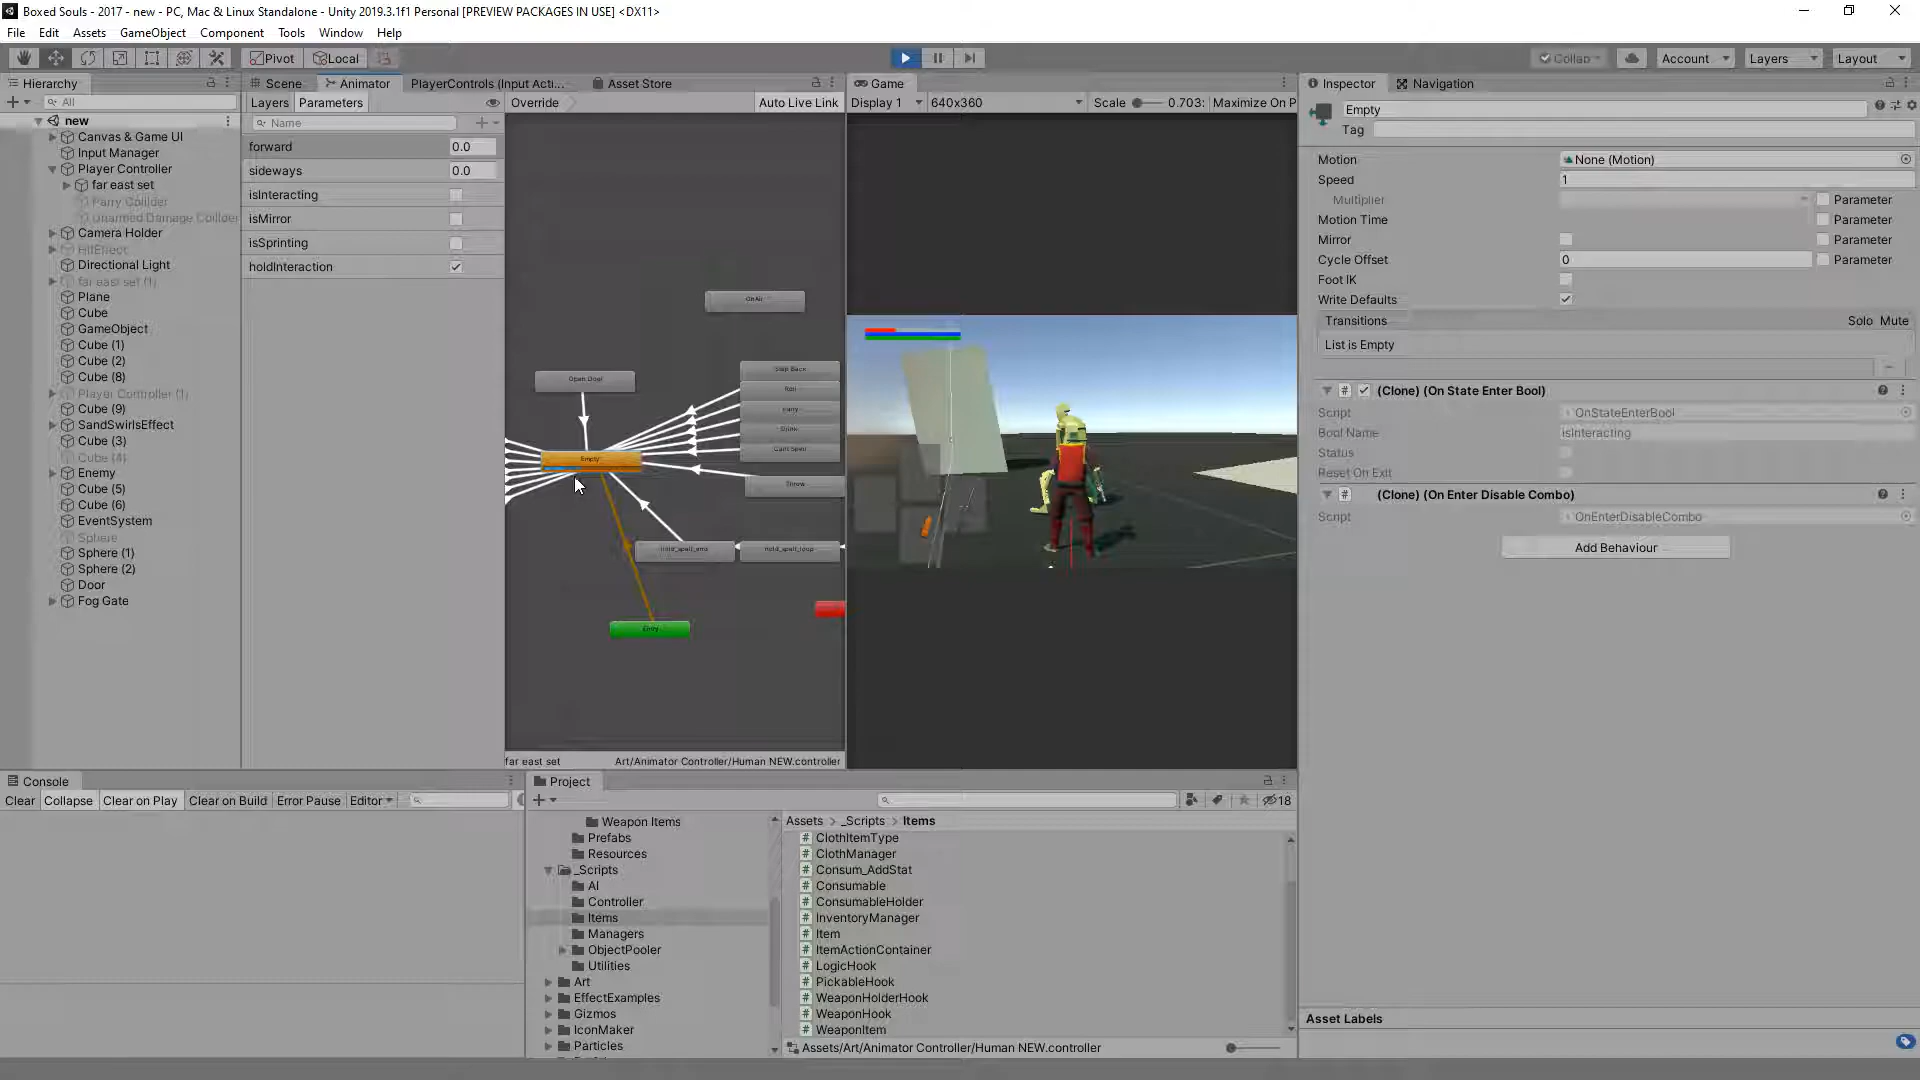 Boxed Souls - 2017 - new - PC, Mac & Linux Standalone - Unity 2019.3.1f1 Personal [PREVIEW PACKAGES IN USE] <DX11>
File Edit Assets GameObject Component Tools Window Help
Pivot Local Collab Account Layers Layout
Hierarchy
All
new
Canvas & Game UI
Input Manager
Player Controller
far east set
Parry Collider
Unarmed Damage Collider
Camera Holder
HitEffect
Directional Light
far east set (1)
Plane
Cube
GameObject
Cube (1)
Cube (2)
Cube (8)
Player Controller (1)
Cube (9)
SandSwirlsEffect
Cube (3)
Cube (4)
Enemy
Cube (5)
Cube (6)
EventSystem
Sphere
Sphere (1)
Sphere (2)
Door
Fog Gate
Scene Animator PlayerControls (Input Acti... Asset Store
Layers Parameters Override Auto Live Link
Name
forward 0.0
sideways 0.0
isInteracting
isMirror
isSprinting
holdInteraction
OnAir
Open Door
Step Back
Roll
Empty
Entry
far east set Art/Animator Controller/Human NEW.controller
Game
Display 1 640x360 Scale 0.703: Maximize On P
Inspector Navigation
Empty
Tag
Motion None (Motion)
Speed 1
Multiplier Parameter
Motion Time Parameter
Mirror Parameter
Cycle Offset 0 Parameter
Foot IK
Write Defaults
Transitions Solo Mute
List is Empty
(Clone) (On State Enter Bool)
Script OnStateEnterBool
Bool Name isInteracting
Status
Reset On Exit
(Clone) (On Enter Disable Combo)
Script OnEnterDisableCombo
Add Behaviour
Asset Labels
Console
Clear Collapse Clear on Play Clear on Build Error Pause Editor
Project
18
Weapon Items
Prefabs
Resources
_Scripts
AI
Controller
Items
Managers
ObjectPooler
Utilities
Art
EffectExamples
Gizmos
IconMaker
Particles
Assets > _Scripts > Items
ClothItemType
ClothManager
Consum_AddStat
Consumable
ConsumableHolder
InventoryManager
Item
ItemActionContainer
LogicHook
PickableHook
WeaponHolderHook
WeaponHook
WeaponItem
Assets/Art/Animator Controller/Human NEW.controller